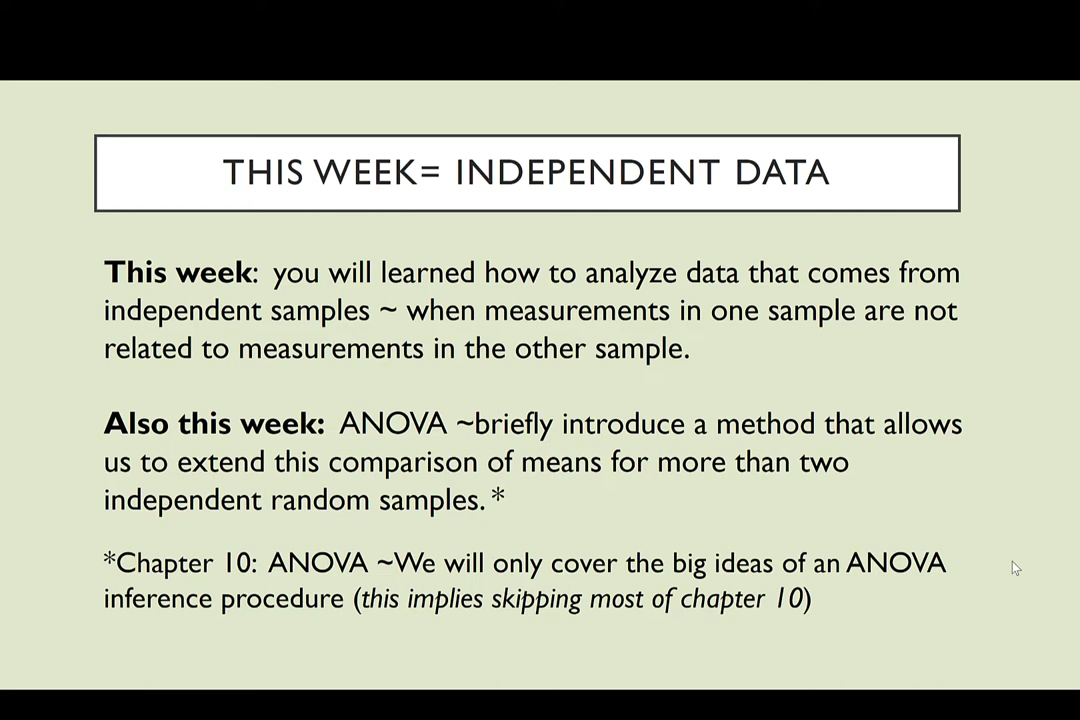 THIS WEEK= INDEPENDENT DATA
This week: you will learned how to analyze data that comes from
independent samples ~ when measurements in one sample are not
related to measurements in the other sample.
Also this week: ANOVA ~briefly introduce a method that allows
us to extend this comparison of means for more than two
independent random samples. *
*Chapter 10: ANOVA ~We will only cover the big ideas of an ANOVA
inference procedure (this implies skipping most of chapter 10)